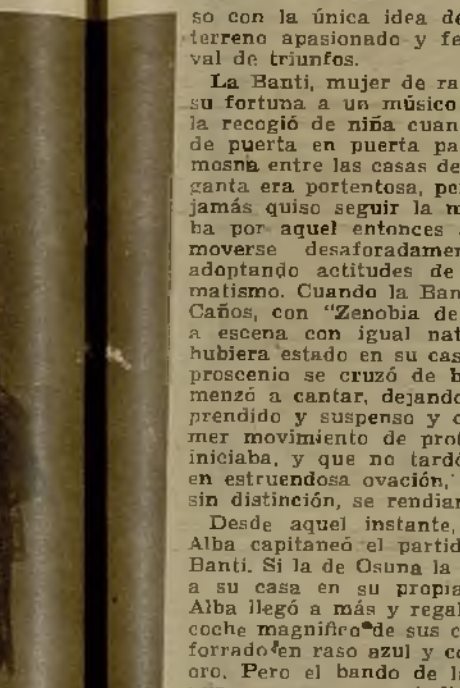 so con la única idea de
terreno apasionado y fe
val de triunfos.
La Banti, mujer de ra
su fortuna a un músico
la recogió de niña cuan
de puerta en puerta pa
mosna entre las casas de
ganta era portentosa, pe
jamás quiso seguir la m
ba por aquel entonces
moverse desaforadamen
adoptando actitudes de
matismo. Cuando la Ban
Caños, con "Zenobia de
a escena con igual nat
hubiera estado en su cas
proscenio se cruzó de b
menzó a cantar, dejando
prendido y suspenso y c
mer movimiento de prot
iniciaba, y que no tardó
en estruendosa ovación,
sin distinción, se rendían
Desde aquel instante,
Alba capitaneó el partid
Banti. Si la de Osuna la
a su casa en su propia
Alba llegó a más y regal
coche magnífico de sus c
forrado en raso azul y co
oro. Pero el bando de la